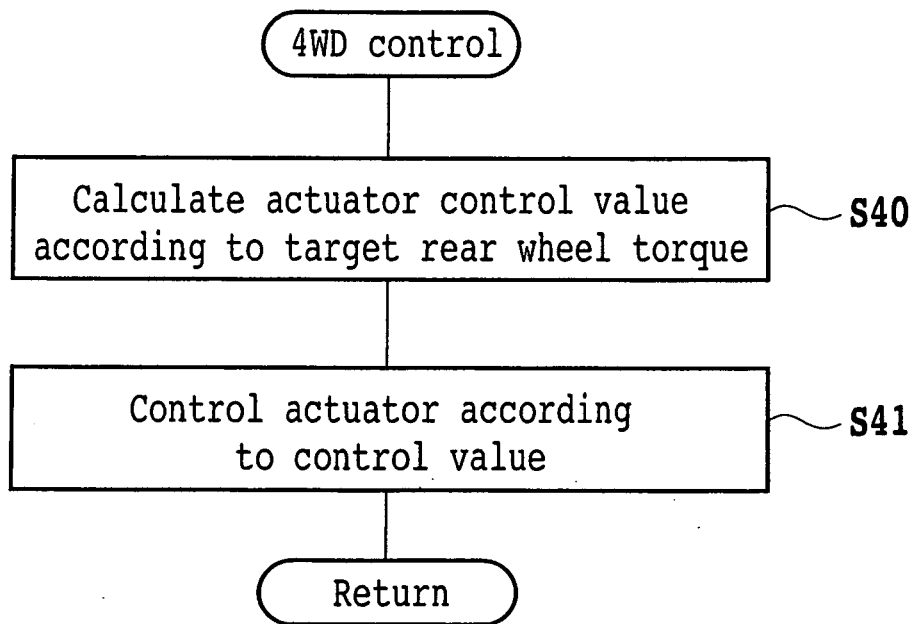 4WD control
Calculate actuator control value
according to target rear wheel torque
S40
Control actuator according
to control value
S41
Return